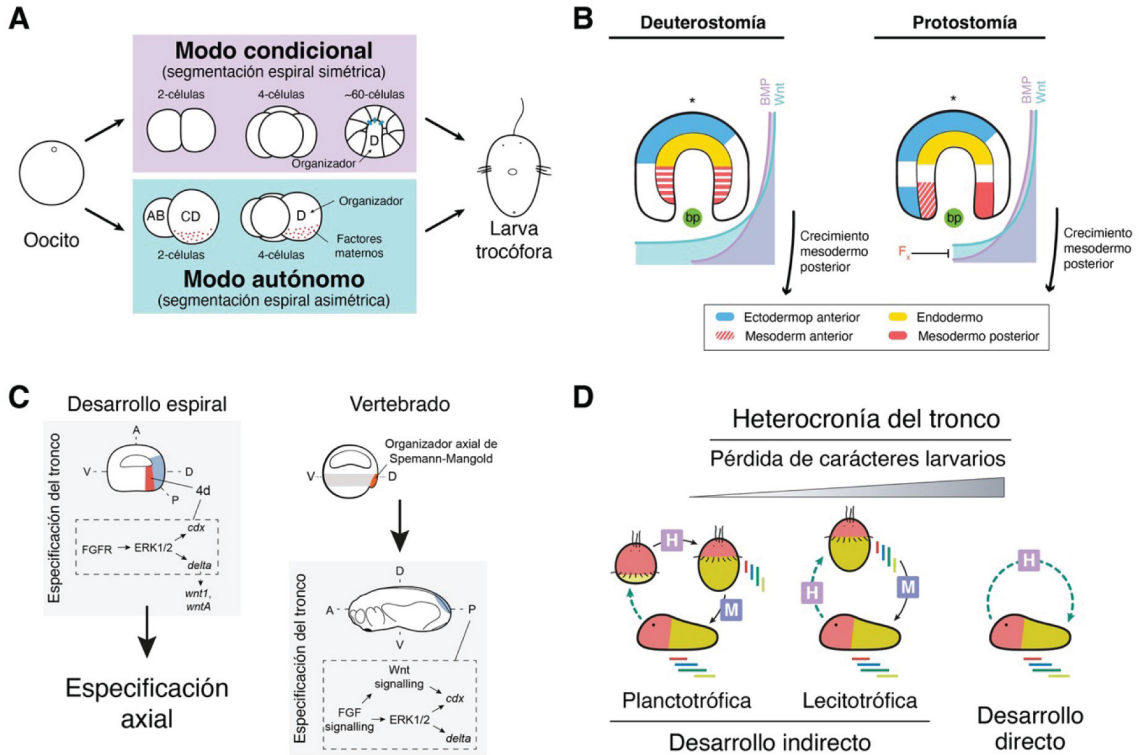 A
Modo condicional
(segmentación espiral simétrica)
2-células
4-células
~60-células
D
Organizador
Oocito
AB
CD
D
Organizador
Factores
maternos
2-células
4-células
Modo autónomo
(segmentación espiral asimétrica)
Larva
trocófora
B
Deuterostomía
Protostomía
*
BMP
Wnt
bp
Crecimiento
mesodermo
posterior
*
BMP
Wnt
bp
Fx
Crecimiento
mesodermo
posterior
Ectodermop anterior
Endodermo
Mesoderm anterior
Mesodermo posterior
C
Desarrollo espiral
Especificación del tronco
A
V
D
P
4d
FGFR
ERK1/2
cdx
delta
wnt1,
wntA
Especificación
axial
Vertebrado
Organizador axial de
Spemann-Mangold
V
D
Especificación del tronco
D
A
P
V
Wnt
signalling
FGF
signalling
ERK1/2
cdx
delta
D
Heterocronía del tronco
Pérdida de carácteres larvarios
H
M
H
M
H
Planctotrófica
Lecitotrófica
Desarrollo indirecto
Desarrollo
directo